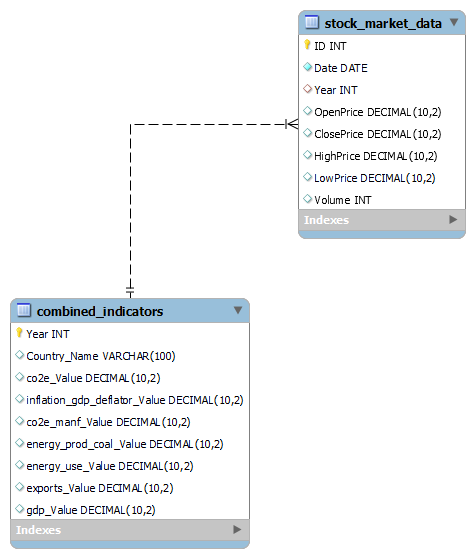 stock_market_data
ID INT
Date DATE
Year INT
OpenPrice DECIMAL(10,2)
ClosePrice DECIMAL(10,2)
HighPrice DECIMAL(10,2)
LowPrice DECIMAL(10,2)
Volume INT
Indexes
combined_indicators
Year INT
Country_Name VARCHAR(100)
co2e_Value DECIMAL(10,2)
inflation_gdp_deflator_Value DECIMAL(10,2)
co2e_manf_Value DECIMAL(10,2)
energy_prod_coal_Value DECIMAL(10,2)
energy_use_Value DECIMAL(10,2)
exports_Value DECIMAL(10,2)
gdp_Value DECIMAL(10,2)
Indexes